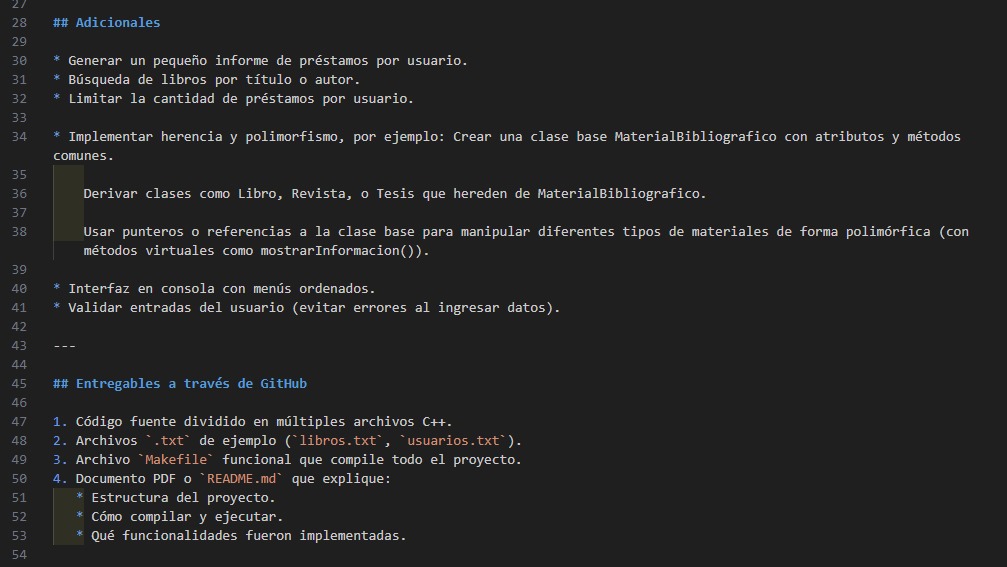 27
28 ## Adicionales
29
30 * Generar un pequeño informe de préstamos por usuario.
31 * Búsqueda de libros por título o autor.
32 * Limitar la cantidad de préstamos por usuario.
33
34 * Implementar herencia y polimorfismo, por ejemplo: Crear una clase base MaterialBibliografico con atributos y métodos
comunes.
35
36 Derivar clases como Libro, Revista, o Tesis que hereden de MaterialBibliografico.
37
38 Usar punteros o referencias a la clase base para manipular diferentes tipos de materiales de forma polimórfica (con
métodos virtuales como mostrarInformacion()).
39
40 * Interfaz en consola con menús ordenados.
41 * Validar entradas del usuario (evitar errores al ingresar datos).
42
43 ---
44
45 ## Entregables a través de GitHub
46
47 1. Código fuente dividido en múltiples archivos C++.
48 2. Archivos `.txt` de ejemplo (`libros.txt`, `usuarios.txt`).
49 3. Archivo `Makefile` funcional que compile todo el proyecto.
50 4. Documento PDF o `README.md` que explique:
51 * Estructura del proyecto.
52 * Cómo compilar y ejecutar.
53 * Qué funcionalidades fueron implementadas.
54